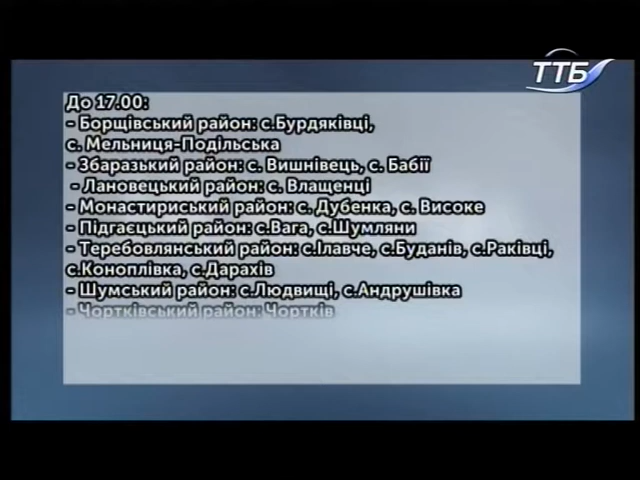 ТТБ
До 17.00:
- Борщівський район: с.Бурдяківці,
с. Мельниця-Подільська
- Збаразький район: с. Вишнівець, с. Бабії
- Лановецький район: с. Влащенці
- Монастириський район: с. Дубенка, с. Високе
- Підгаєцький район: с.Вага, с.Шумляни
- Теребовлянський район: с.Ілавче, с.Буданів, с.Раківці,
с.Коноплівка, с.Дарахів
- Шумський район: с.Людвищі, с.Андрушівка
- Чортківський район: Чортків